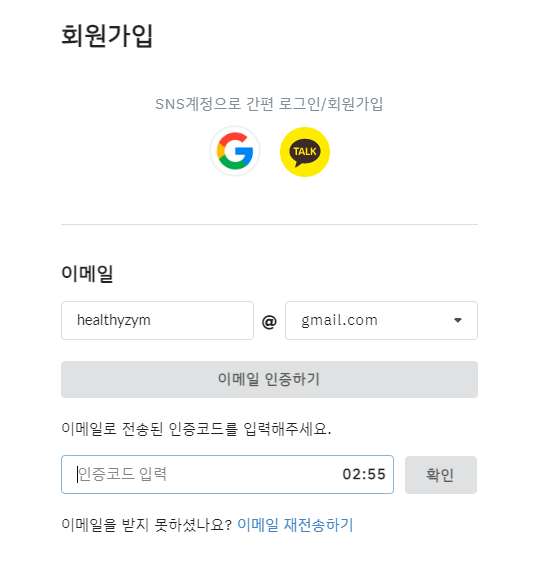 회원가입
SNS계정으로 간편 로그인/회원가입
G TALK
이메일
healthyzym @ gmail.com
이메일 인증하기
이메일로 전송된 인증코드를 입력해주세요.
인증코드 입력 02:55 확인
이메일을 받지 못하셨나요? 이메일 재전송하기